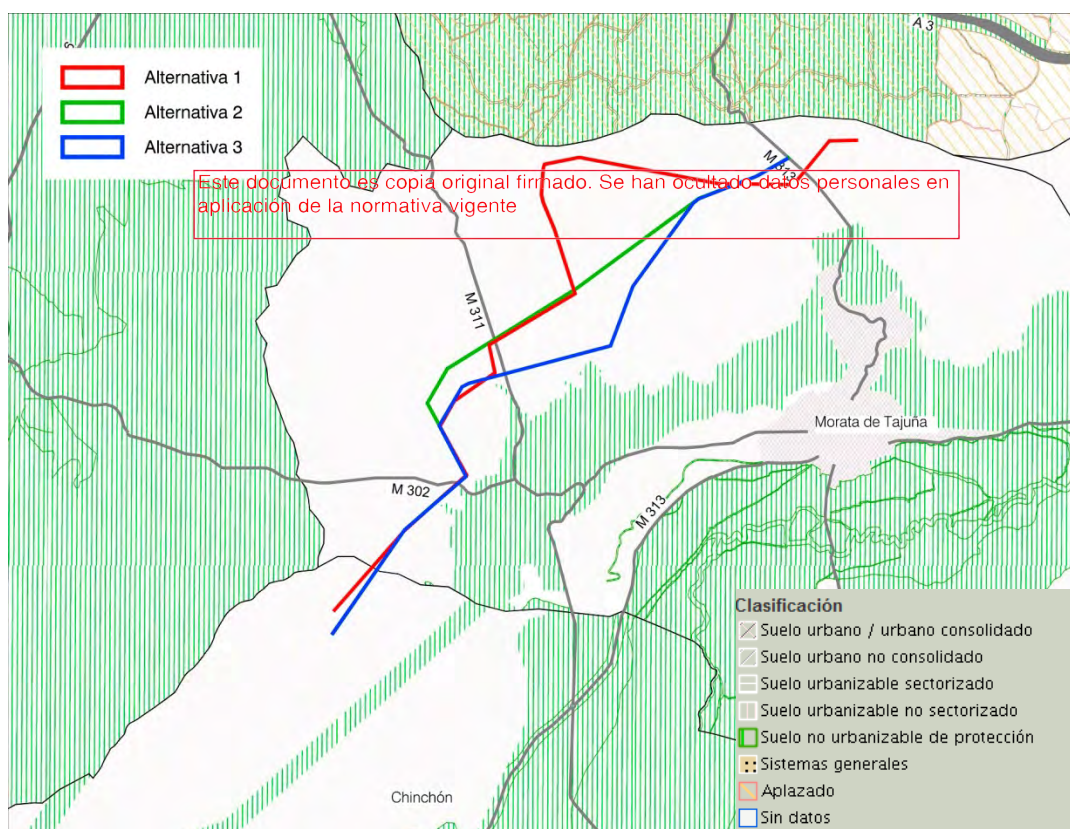 A 3
6
Alternativa 1
Alternativa 2
Alternativa 3
M 313
Este documento es copia original firmado. Se han ocultado datos personales en
aplicación de la normativa vigente
M 311
Morata de Tajuña
M 302
M 313
Chinchón
Clasificación
Suelo urbano / urbano consolidado
Suelo urbano no consolidado
Suelo urbanizable sectorizado
Suelo urbanizable no sectorizado
Suelo no urbanizable de protección
Sistemas generales
Aplazado
Sin datos